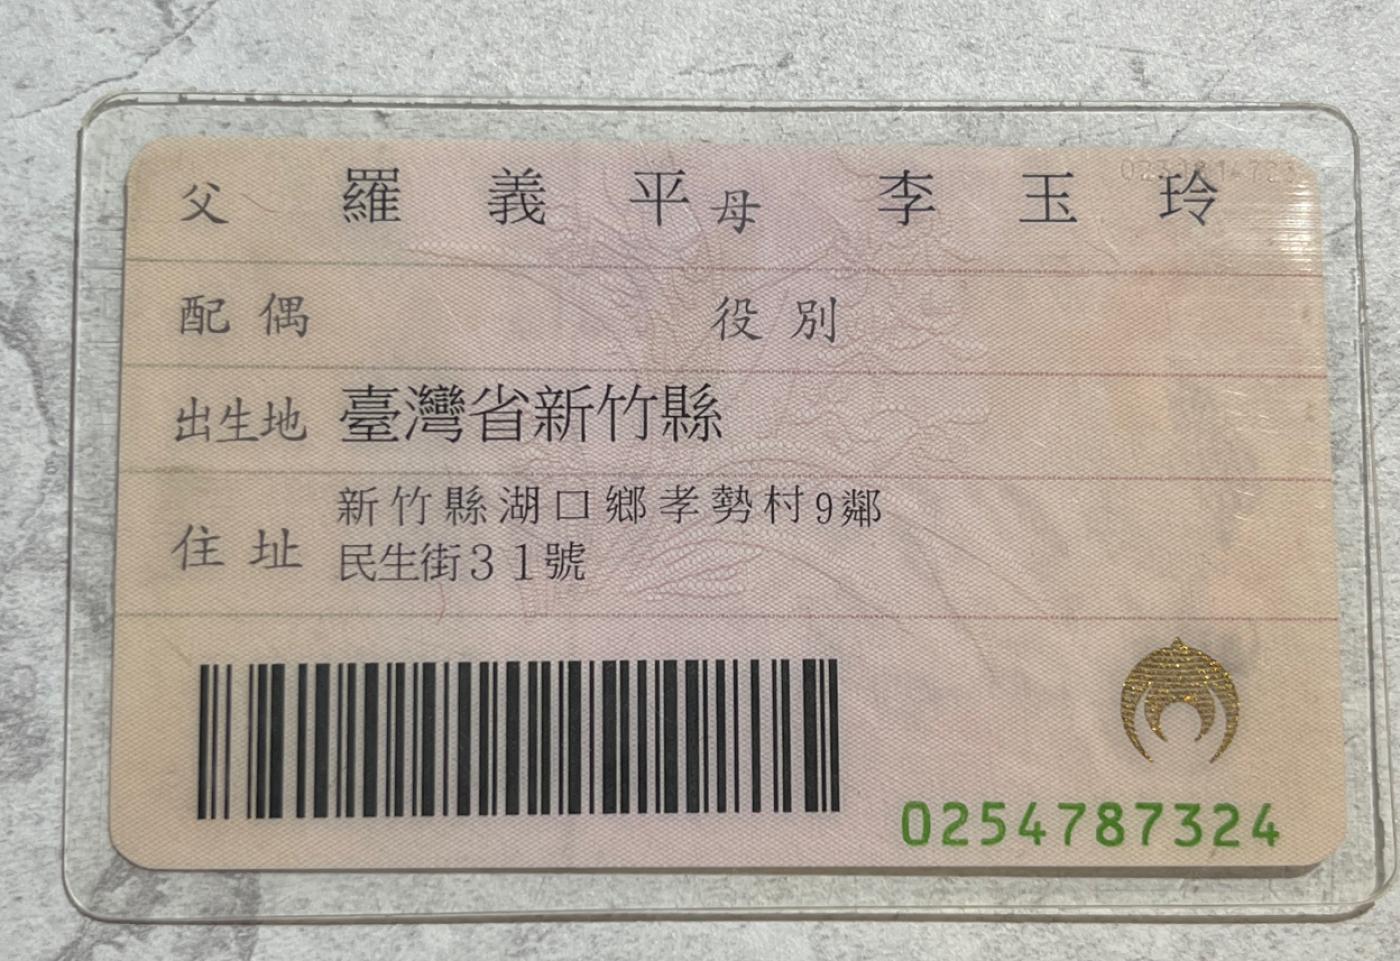 父 羅義平 母 李玉玲
配偶 役別
出生地 臺灣省新竹縣
住址 新竹縣湖口鄉孝勢村9鄰
民生街31號
0254787324